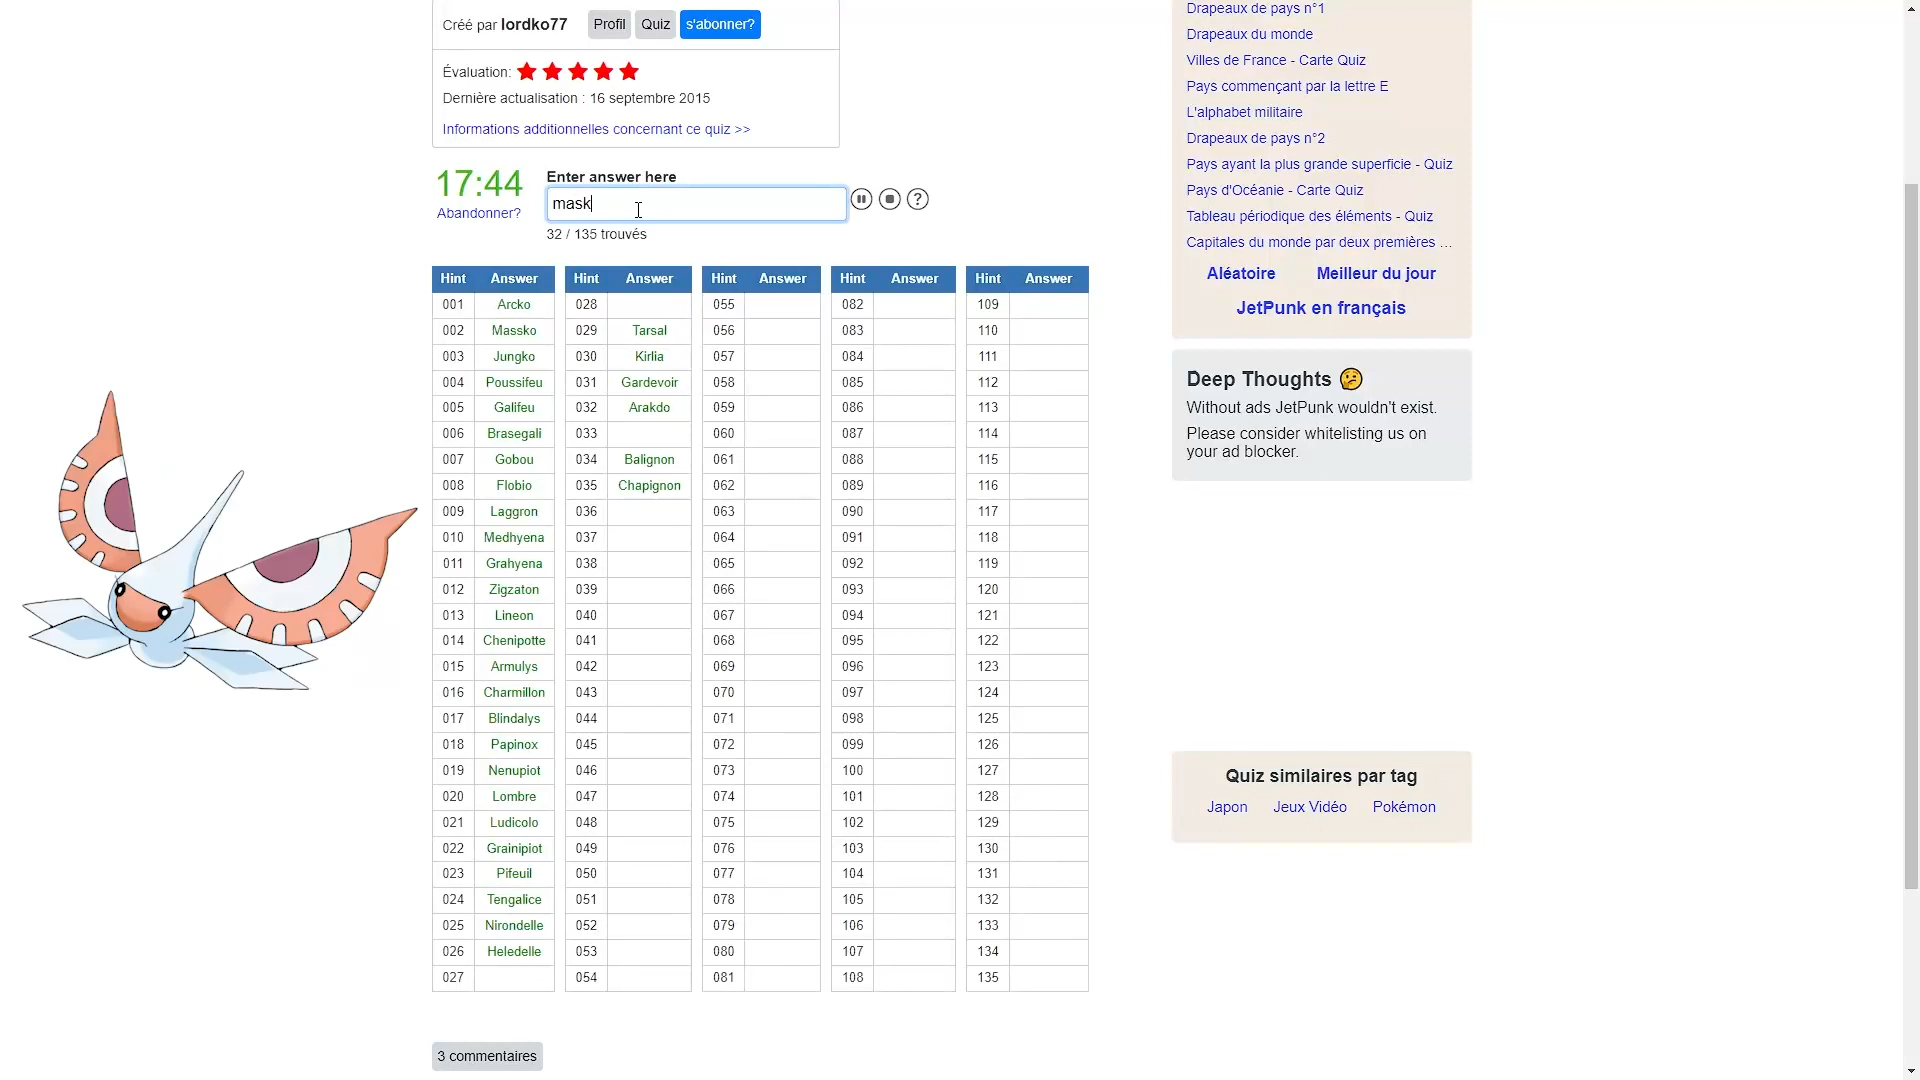 Créé par lordko77 Profil Quiz s'abonner?
Évaluation:
Dernière actualisation : 16 septembre 2015
Informations additionnelles concernant ce quiz >>
17:44
Abandonner?
Enter answer here
mask
?
32 / 135 trouvés
Hint Answer Hint Answer Hint Answer Hint Answer Hint Answer
001 Arcko 028 055 082 109
002 Massko 029 Tarsal 056 083 110
003 Jungko 030 Kirlia 057 084 111
004 Poussifeu 031 Gardevoir 058 085 112
005 Galifeu 032 Arakdo 059 086 113
006 Brasegali 033 060 087 114
007 Gobou 034 Balignon 061 088 115
008 Flobio 035 Chapignon 062 089 116
009 Laggron 036 063 090 117
010 Medhyena 037 064 091 118
011 Grahyena 038 065 092 119
012 Zigzaton 039 066 093 120
013 Lineon 040 067 094 121
014 Chenipotte 041 068 095 122
015 Armulys 042 069 096 123
016 Charmillon 043 070 097 124
017 Blindalys 044 071 098 125
018 Papinox 045 072 099 126
019 Nenupiot 046 073 100 127
020 Lombre 047 074 101 128
021 Ludicolo 048 075 102 129
022 Grainipiot 049 076 103 130
023 Pifeuil 050 077 104 131
024 Tengalice 051 078 105 132
025 Nirondelle 052 079 106 133
026 Heledelle 053 080 107 134
027 054 081 108 135
3 commentaires
Drapeaux de pays n°1
Drapeaux du monde
Villes de France - Carte Quiz
Pays commençant par la lettre E
L'alphabet militaire
Drapeaux de pays n°2
Pays ayant la plus grande superficie - Quiz
Pays d'Océanie - Carte Quiz
Tableau périodique des éléments - Quiz
Capitales du monde par deux premières ...
Aléatoire Meilleur du jour
JetPunk en français
Deep Thoughts
Without ads JetPunk wouldn't exist.
Please consider whitelisting us on
your ad blocker.
Quiz similaires par tag
Japon Jeux Vidéo Pokémon